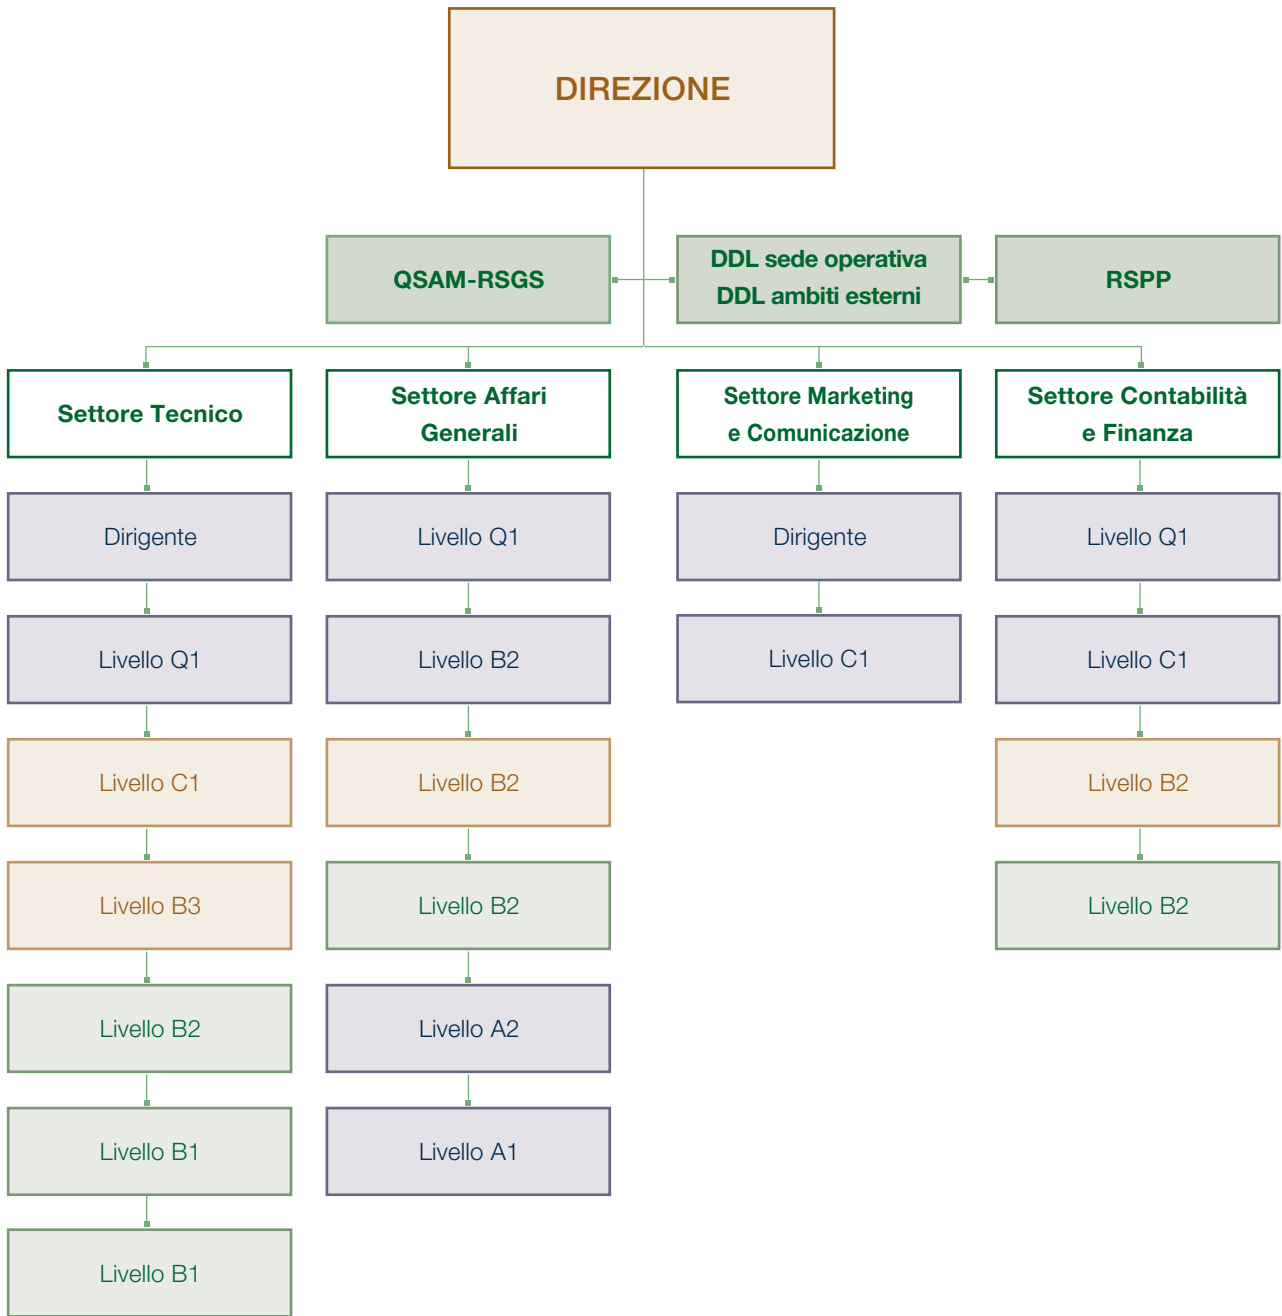 DIREZIONE
QSAM-RSGS
DDL sede operativa
DDL ambiti esterni
RSPP
Settore Tecnico
Settore Affari
Generali
Settore Marketing
e Comunicazione
Settore Contabilità
e Finanza
Dirigente
Livello Q1
Dirigente
Livello Q1
Livello Q1
Livello B2
Livello C1
Livello C1
Livello C1
Livello B2
Livello B2
Livello B3
Livello B2
Livello B2
Livello B2
Livello A2
Livello B1
Livello A1
Livello B1